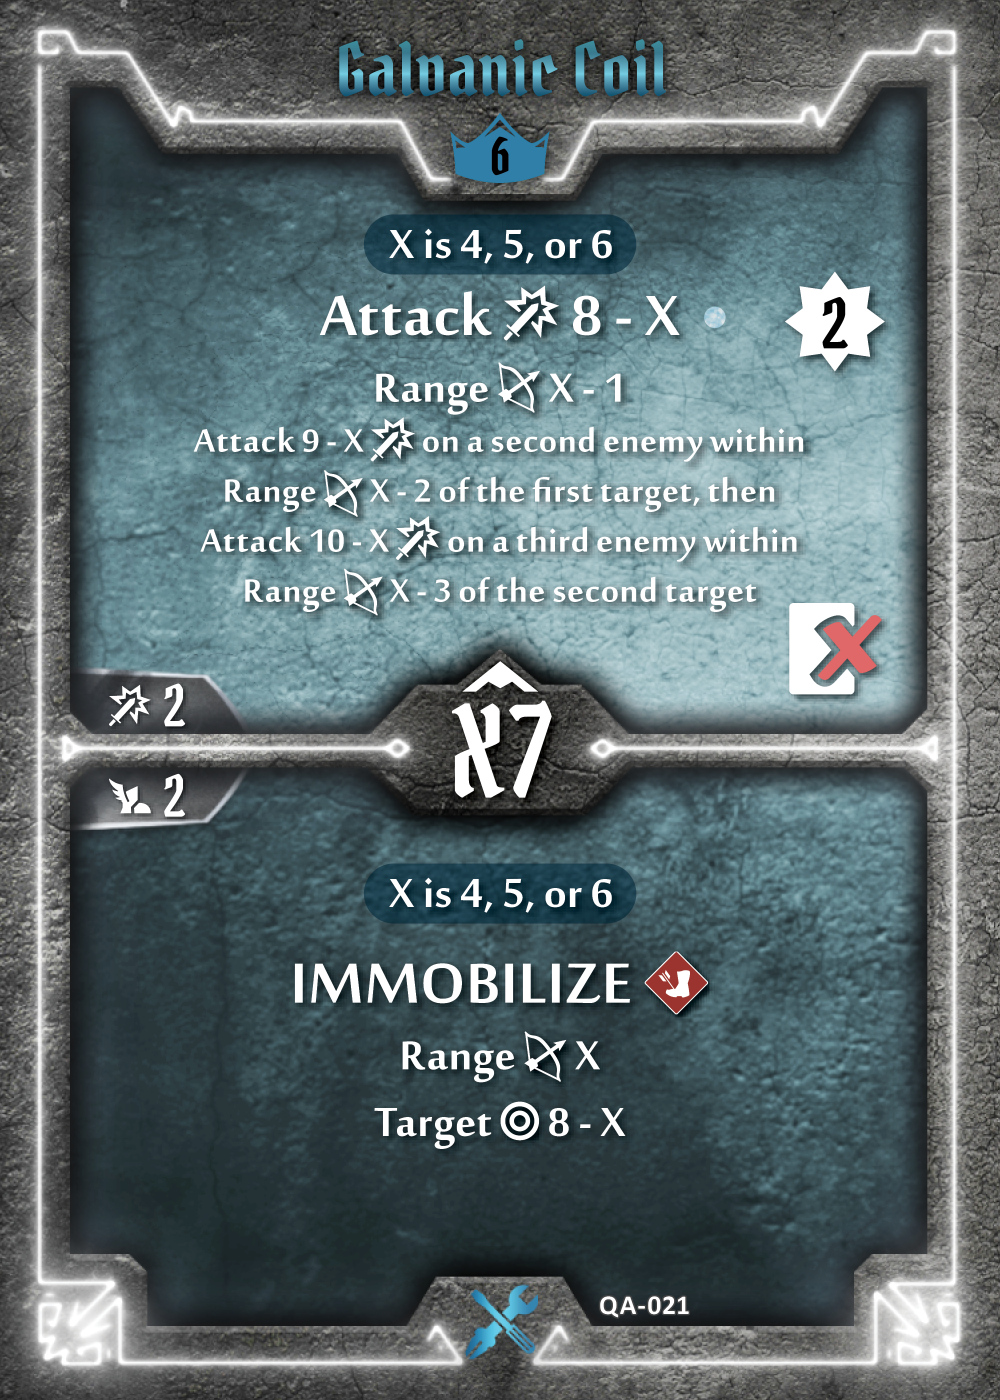 Galvanic Coil
6
X is 4, 5, or 6
Attack 8 - X
2
Range X - 1
Attack 9 - X on a second enemy within
Range X - 2 of the first target, then
Attack 10 - X on a third enemy within
Range X - 3 of the second target
2
X7
2
X is 4, 5, or 6
IMMOBILIZE
Range X
Target 8 - X
QA-021